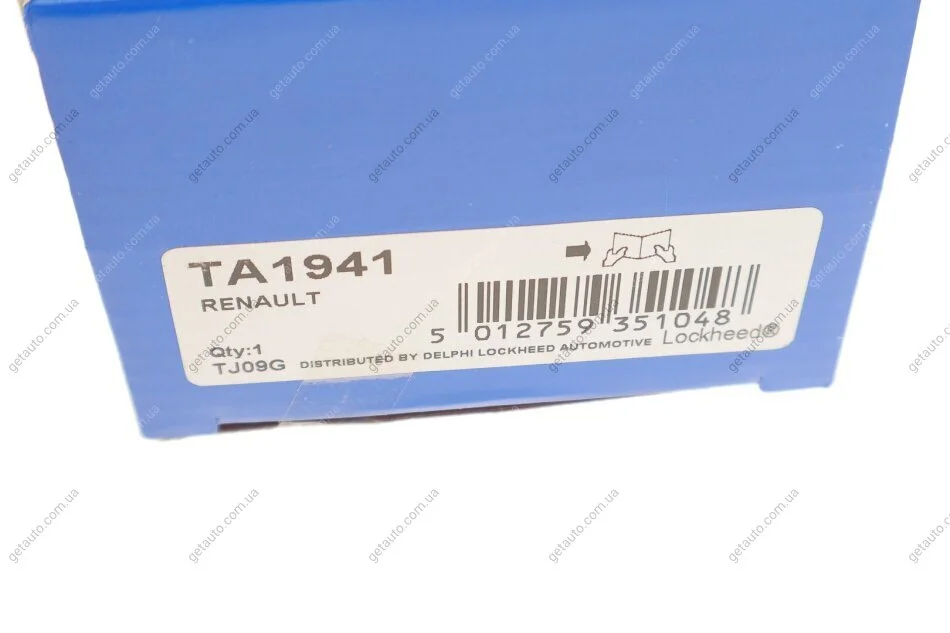 TA1941
RENAULT
5 012759 351048
Qty:1
TJ09G DISTRIBUTED BY DELPHI LOCKHEED AUTOMOTIVE Lockheed®
getauto.com.ua